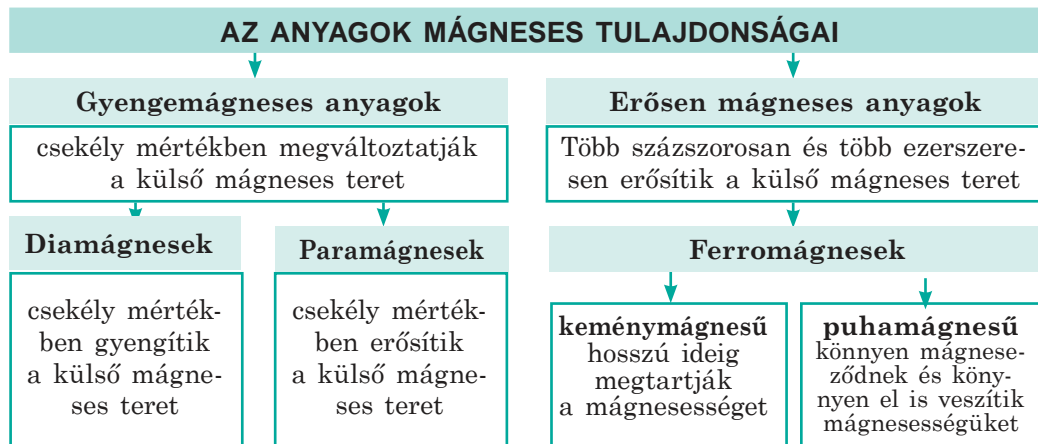 AZ ANYAGOK MÁGNESES TULAJDONSÁGAI
Gyengemágneses anyagok
csekély mértékben megváltoztatják
a külső mágneses teret
Erősen mágneses anyagok
Több százszorosan és több ezerszere-
sen erősítik a külső mágneses teret
Diamágnesek
csekély mérték-
ben gyengítik
a külső mágne-
ses teret
Paramágnesek
csekély mérték-
ben erősítik
a külső mágne-
ses teret
Ferromágnesek
keménymágnesű
hosszú ideig
megtartják
a mágnesességet
puhamágnesű
könnyen mágnese-
ződnek és köny-
nyen el is veszítik
mágnesességüket